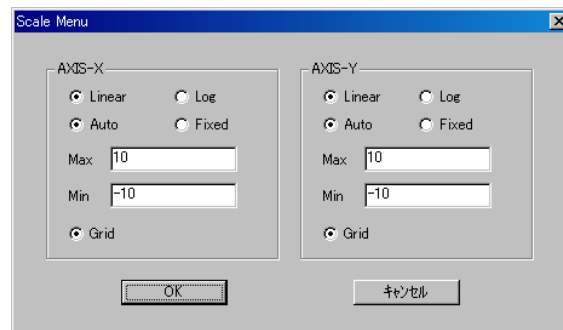 Scale Menu
AXIS-X
Linear Log
Auto Fixed
Max 10
Min -10
Grid
AXIS-Y
Linear Log
Auto Fixed
Max 10
Min -10
Grid
OK キャンセル